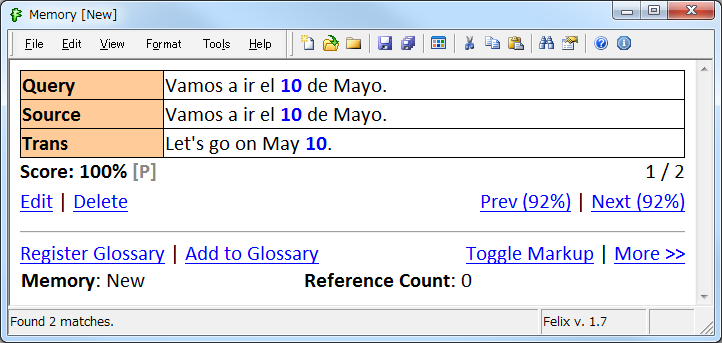 Memory [New]
File Edit View Format Tools Help
Query Vamos a ir el 10 de Mayo.
Source Vamos a ir el 10 de Mayo.
Trans Let's go on May 10.
Score: 100% [P] 1 / 2
Edit | Delete Prev (92%) | Next (92%)
Register Glossary | Add to Glossary Toggle Markup | More >>
Memory: New Reference Count: 0
Found 2 matches. Felix v. 1.7